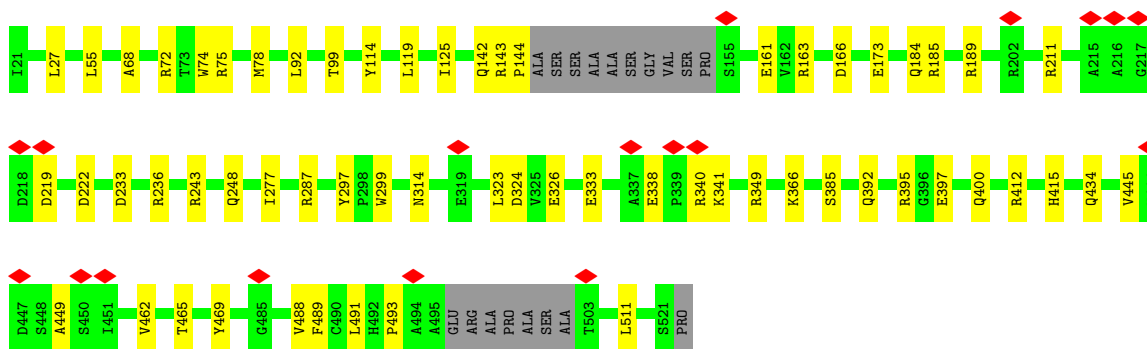 I21 L27 L55 A68 R72 T73 W74 R75 M78 L92 T99 Y114 L119 I125 Q142 R143 P144 ALA SER SER ALA ALA SER GLY VAL SER PRO S155 E161 V162 R163 D166 E173 Q184 R185 R189 R202 R211 A215 A216 G217
D218 D219 D222 D233 R236 R243 Q248 I277 R287 Y297 P298 W299 N314 E319 L323 D324 V325 E326 E333 A337 E338 P339 R340 K341 R349 K366 S385 Q392 R395 G396 E397 Q400 R412 H415 Q434 V445
D447 S448 A449 S450 I451 V462 T465 Y469 G485 V488 F489 C490 L491 H492 P493 A494 A495 GLU ARG ALA PRO ALA SER ALA T503 L511 S521 PRO